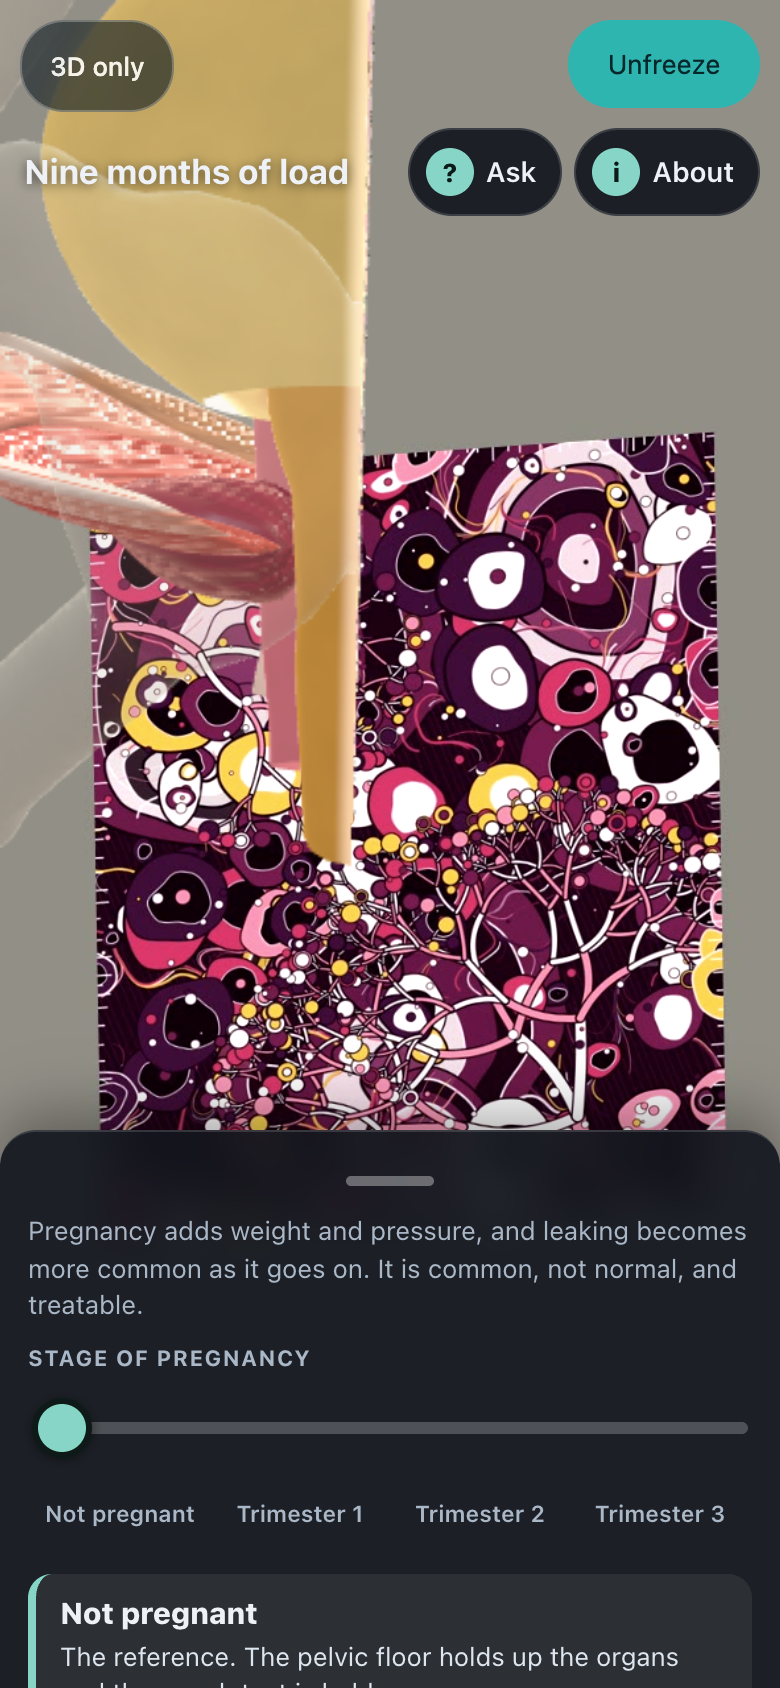 3D only
Unfreeze
Nine months of load
? Ask
i About
Pregnancy adds weight and pressure, and leaking becomes
more common as it goes on. It is common, not normal, and
treatable.
STAGE OF PREGNANCY
Not pregnant
Trimester 1
Trimester 2
Trimester 3
Not pregnant
The reference. The pelvic floor holds up the organs